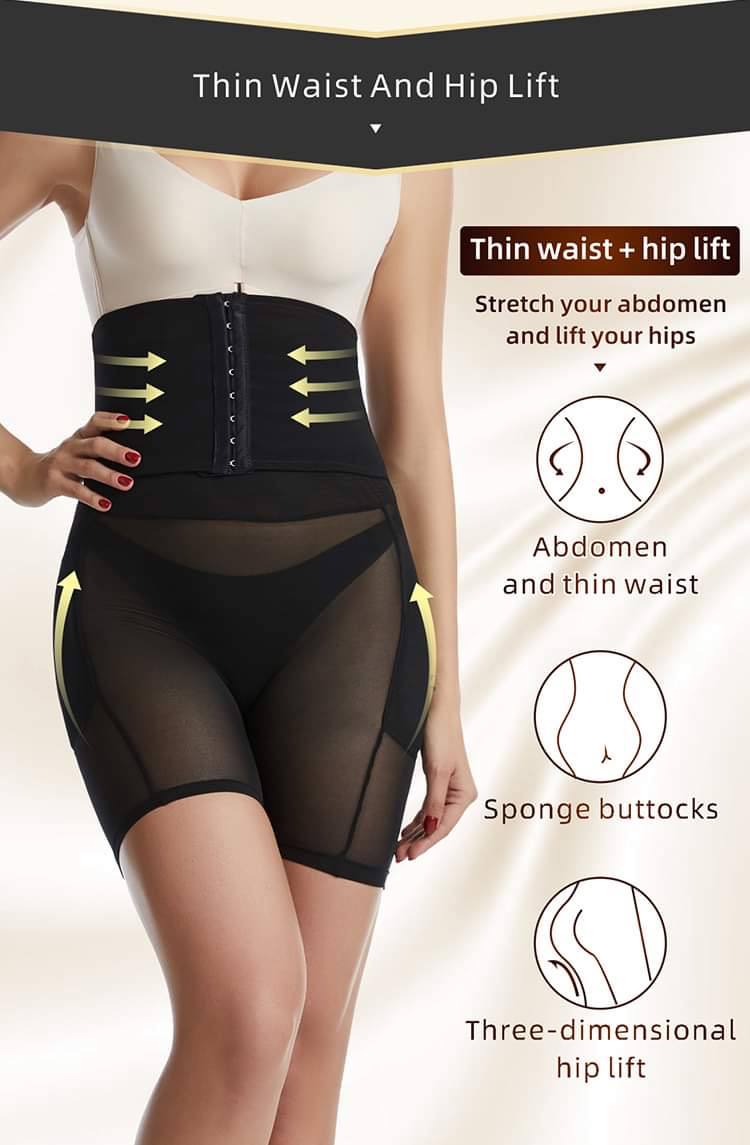 Thin Waist And Hip Lift
Thin waist + hip lift
Stretch your abdomen
and lift your hips
Abdomen
and thin waist
Sponge buttocks
Three-dimensional
hip lift